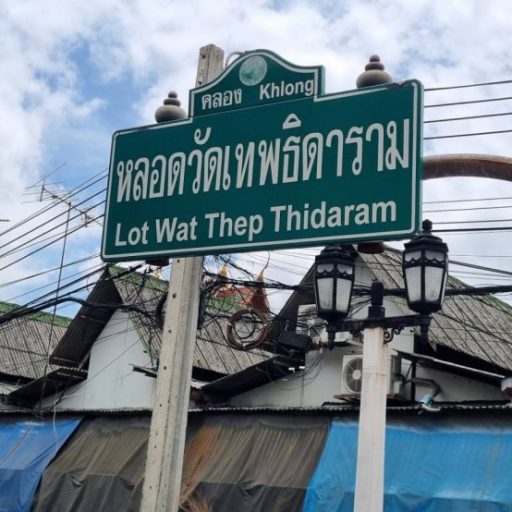 คลอง Khlong
หลอดวัดเทพธิดาราม
Lot Wat Thep Thidaram